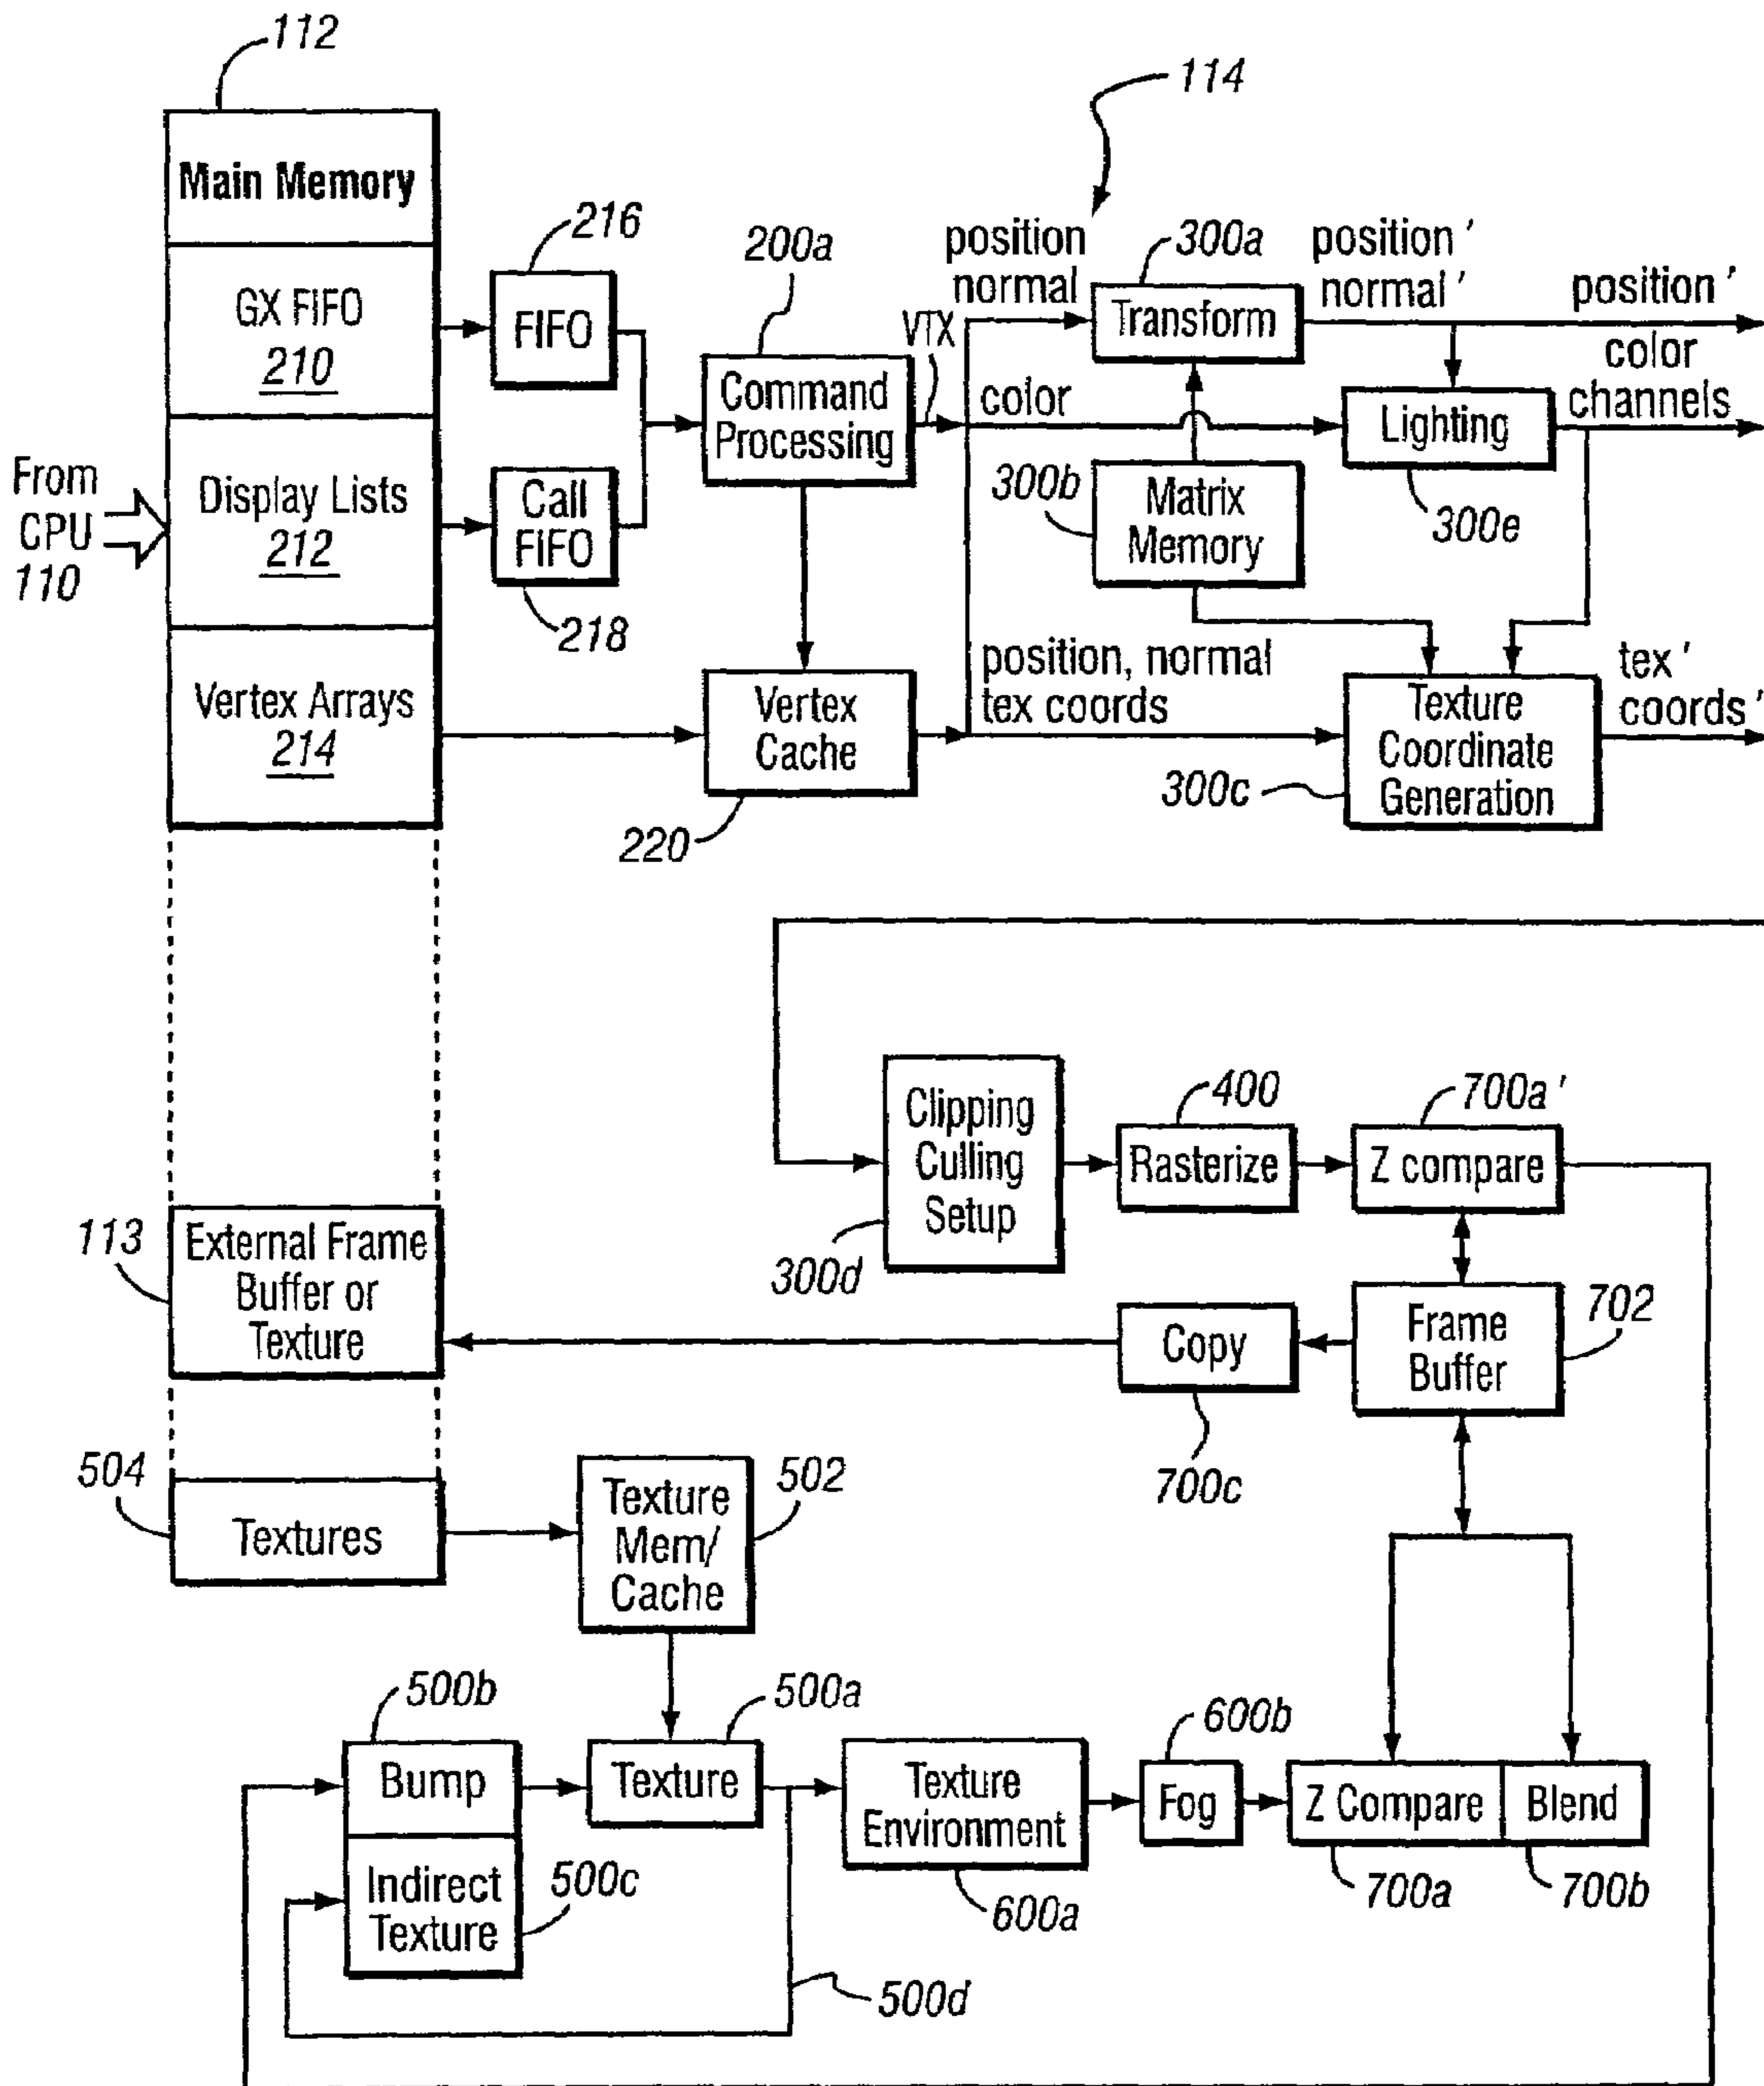 112
114
Main Memory
216
200a
position
normal
300a
position '
normal '
position '
GX FIFO
210
FIFO
Command
Processing
VTX
Transform
color
channels
color
Lighting
From
CPU
110
Display Lists
212
Call
FIFO
300b
Matrix
Memory
300e
218
Vertex Arrays
214
Vertex
Cache
position, normal
tex coords
Texture
Coordinate
Generation
tex '
coords '
300c
220
Clipping
Culling
Setup
400
700a '
Rasterize
Z compare
113
External Frame
Buffer or
Texture
300d
702
Copy
Frame
Buffer
700c
504
Textures
Texture
Mem/
Cache
502
500b
500a
600b
Bump
Texture
Texture
Environment
Fog
Z Compare
Blend
Indirect
Texture
500c
600a
700a
700b
500d